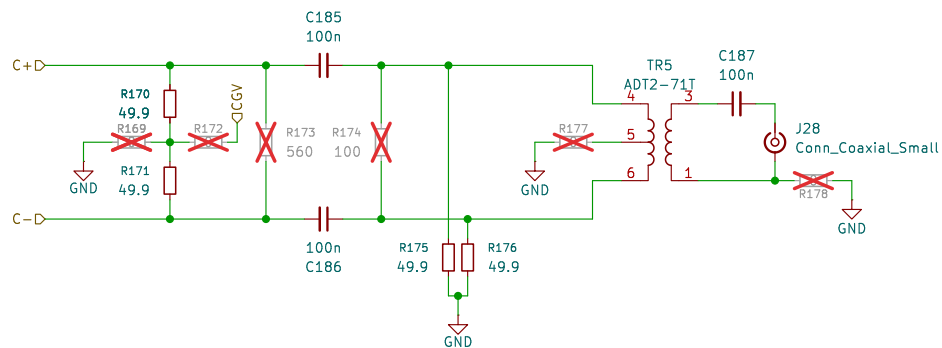 C185
100n
C+
CGV
TR5
ADT2-71T
C187
100n
R170
49.9
R169
R172
R173
560
R174
100
R177
4
5
6
3
1
J28
Conn_Coaxial_Small
GND
R171
49.9
GND
R178
GND
C-
100n
C186
R175
49.9
R176
49.9
GND